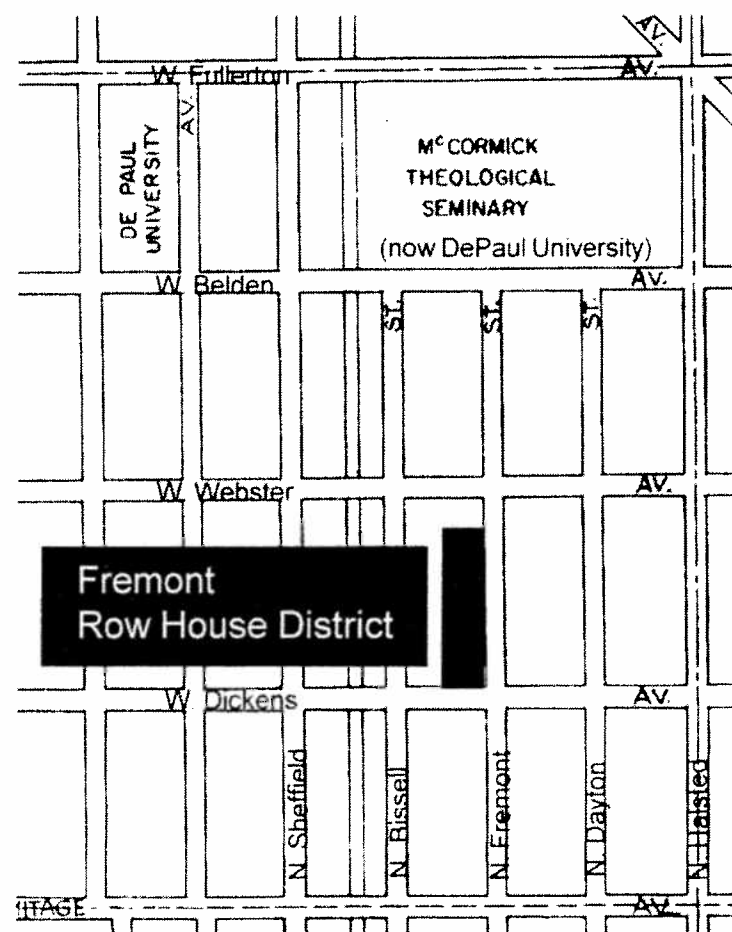 AV.
W. Fullerton AV.
AV.
DE PAUL
UNIVERSITY
McCORMICK
THEOLOGICAL
SEMINARY
(now DePaul University)
W. Belden AV.
ST.
ST.
ST.
W. Webster AV.
Fremont
Row House District
W Dickens AV.
N Sheffield
N Bissell
N Fremont
N Dayton
N Halsted
AV.